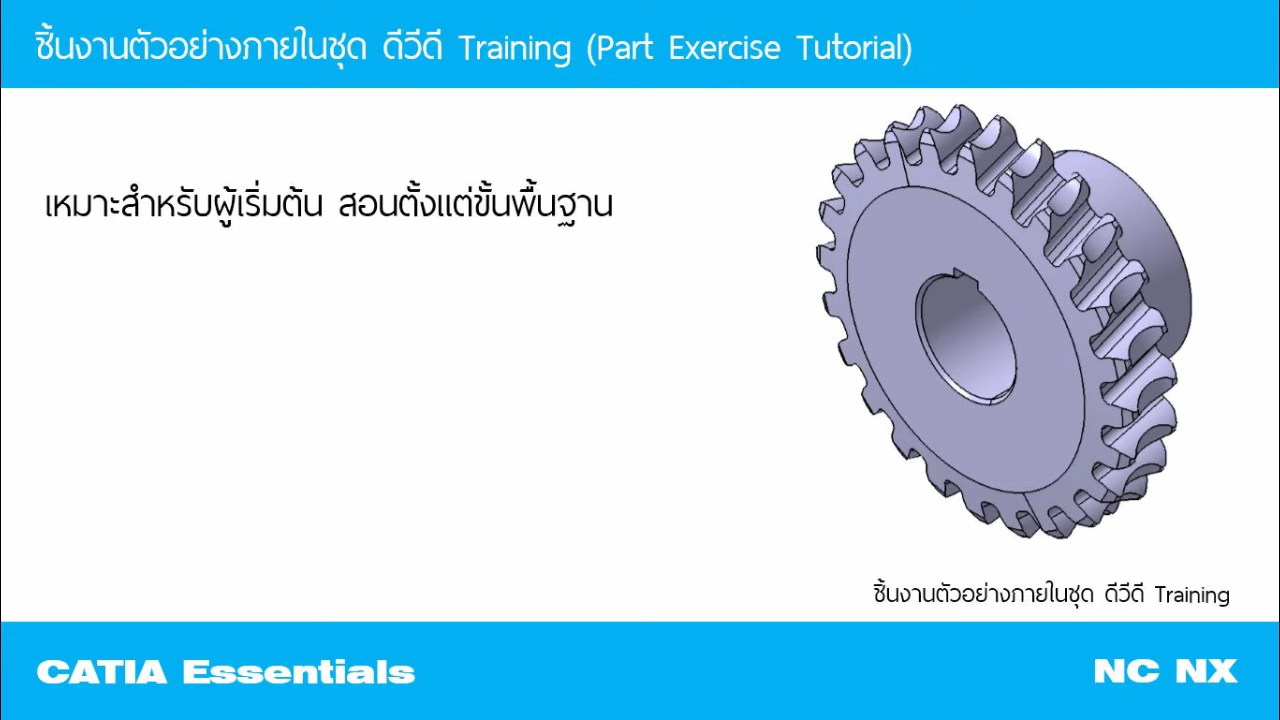 ชิ้นงานตัวอย่างภายในชุด ดีวีดี Training (Part Exercise Tutorial)
เหมาะสำหรับผู้เริ่มต้น สอนตั้งแต่ขั้นพื้นฐาน
ชิ้นงานตัวอย่างภายในชุด ดีวีดี Training
CATIA Essentials
NC NX